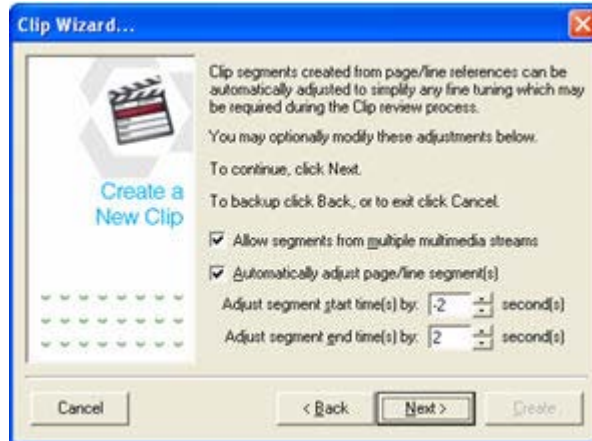 Clip Wizard...
Clip segments created from page/line references can be
automatically adjusted to simplify any fine tuning which may
be required during the Clip review process.
You may optionally modify these adjustments below.
To continue, click Next.
To backup click Back, or to exit click Cancel.
Create a
New Clip
Allow segments from multiple multimedia streams
Automatically adjust page/line segment(s)
Adjust segment start time(s) by: -2 second(s)
Adjust segment end time(s) by: 2 second(s)
Cancel < Back Next > Create